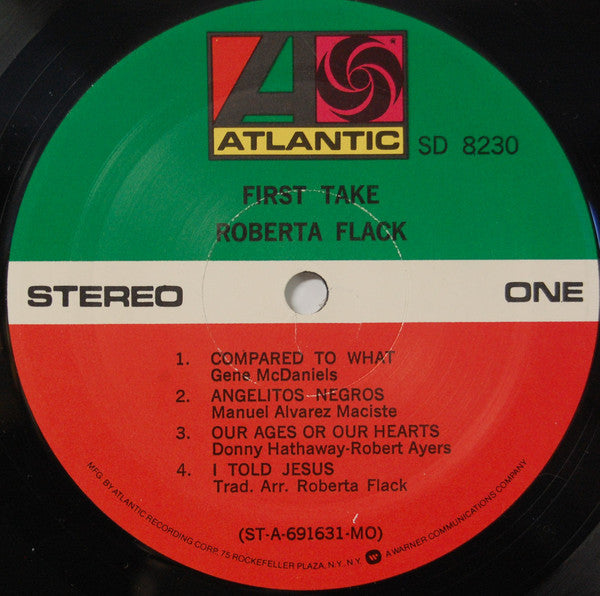 ATLANTIC
SD 8230
FIRST TAKE
ROBERTA FLACK
STEREO
ONE
1. COMPARED TO WHAT
Gene McDaniels
2. ANGELITOS NEGROS
Manuel Alvarez Maciste
3. OUR AGES OR OUR HEARTS
Donny Hathaway-Robert Ayers
4. I TOLD JESUS
Trad. Arr. Roberta Flack
(ST-A-691631-MO)
MFG. BY ATLANTIC RECORDING CORP. 75 ROCKEFELLER PLAZA, N.Y. N.Y. W A WARNER COMMUNICATIONS COMPANY